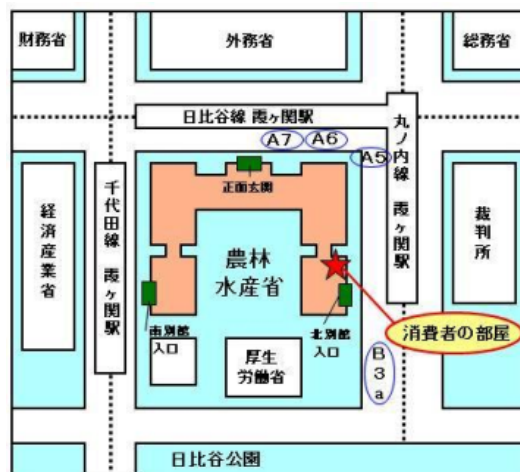 財務省
外務省
総務省
日比谷線 霞ヶ関駅
A7
A6
A5
丸ノ内線 霞ヶ関駅
正面玄関
千代田線 霞ヶ関駅
経済産業省
裁判所
農林
水産省
南別館
入口
北別館
入口
消費者の部屋
厚生
労働省
B3a
日比谷公園